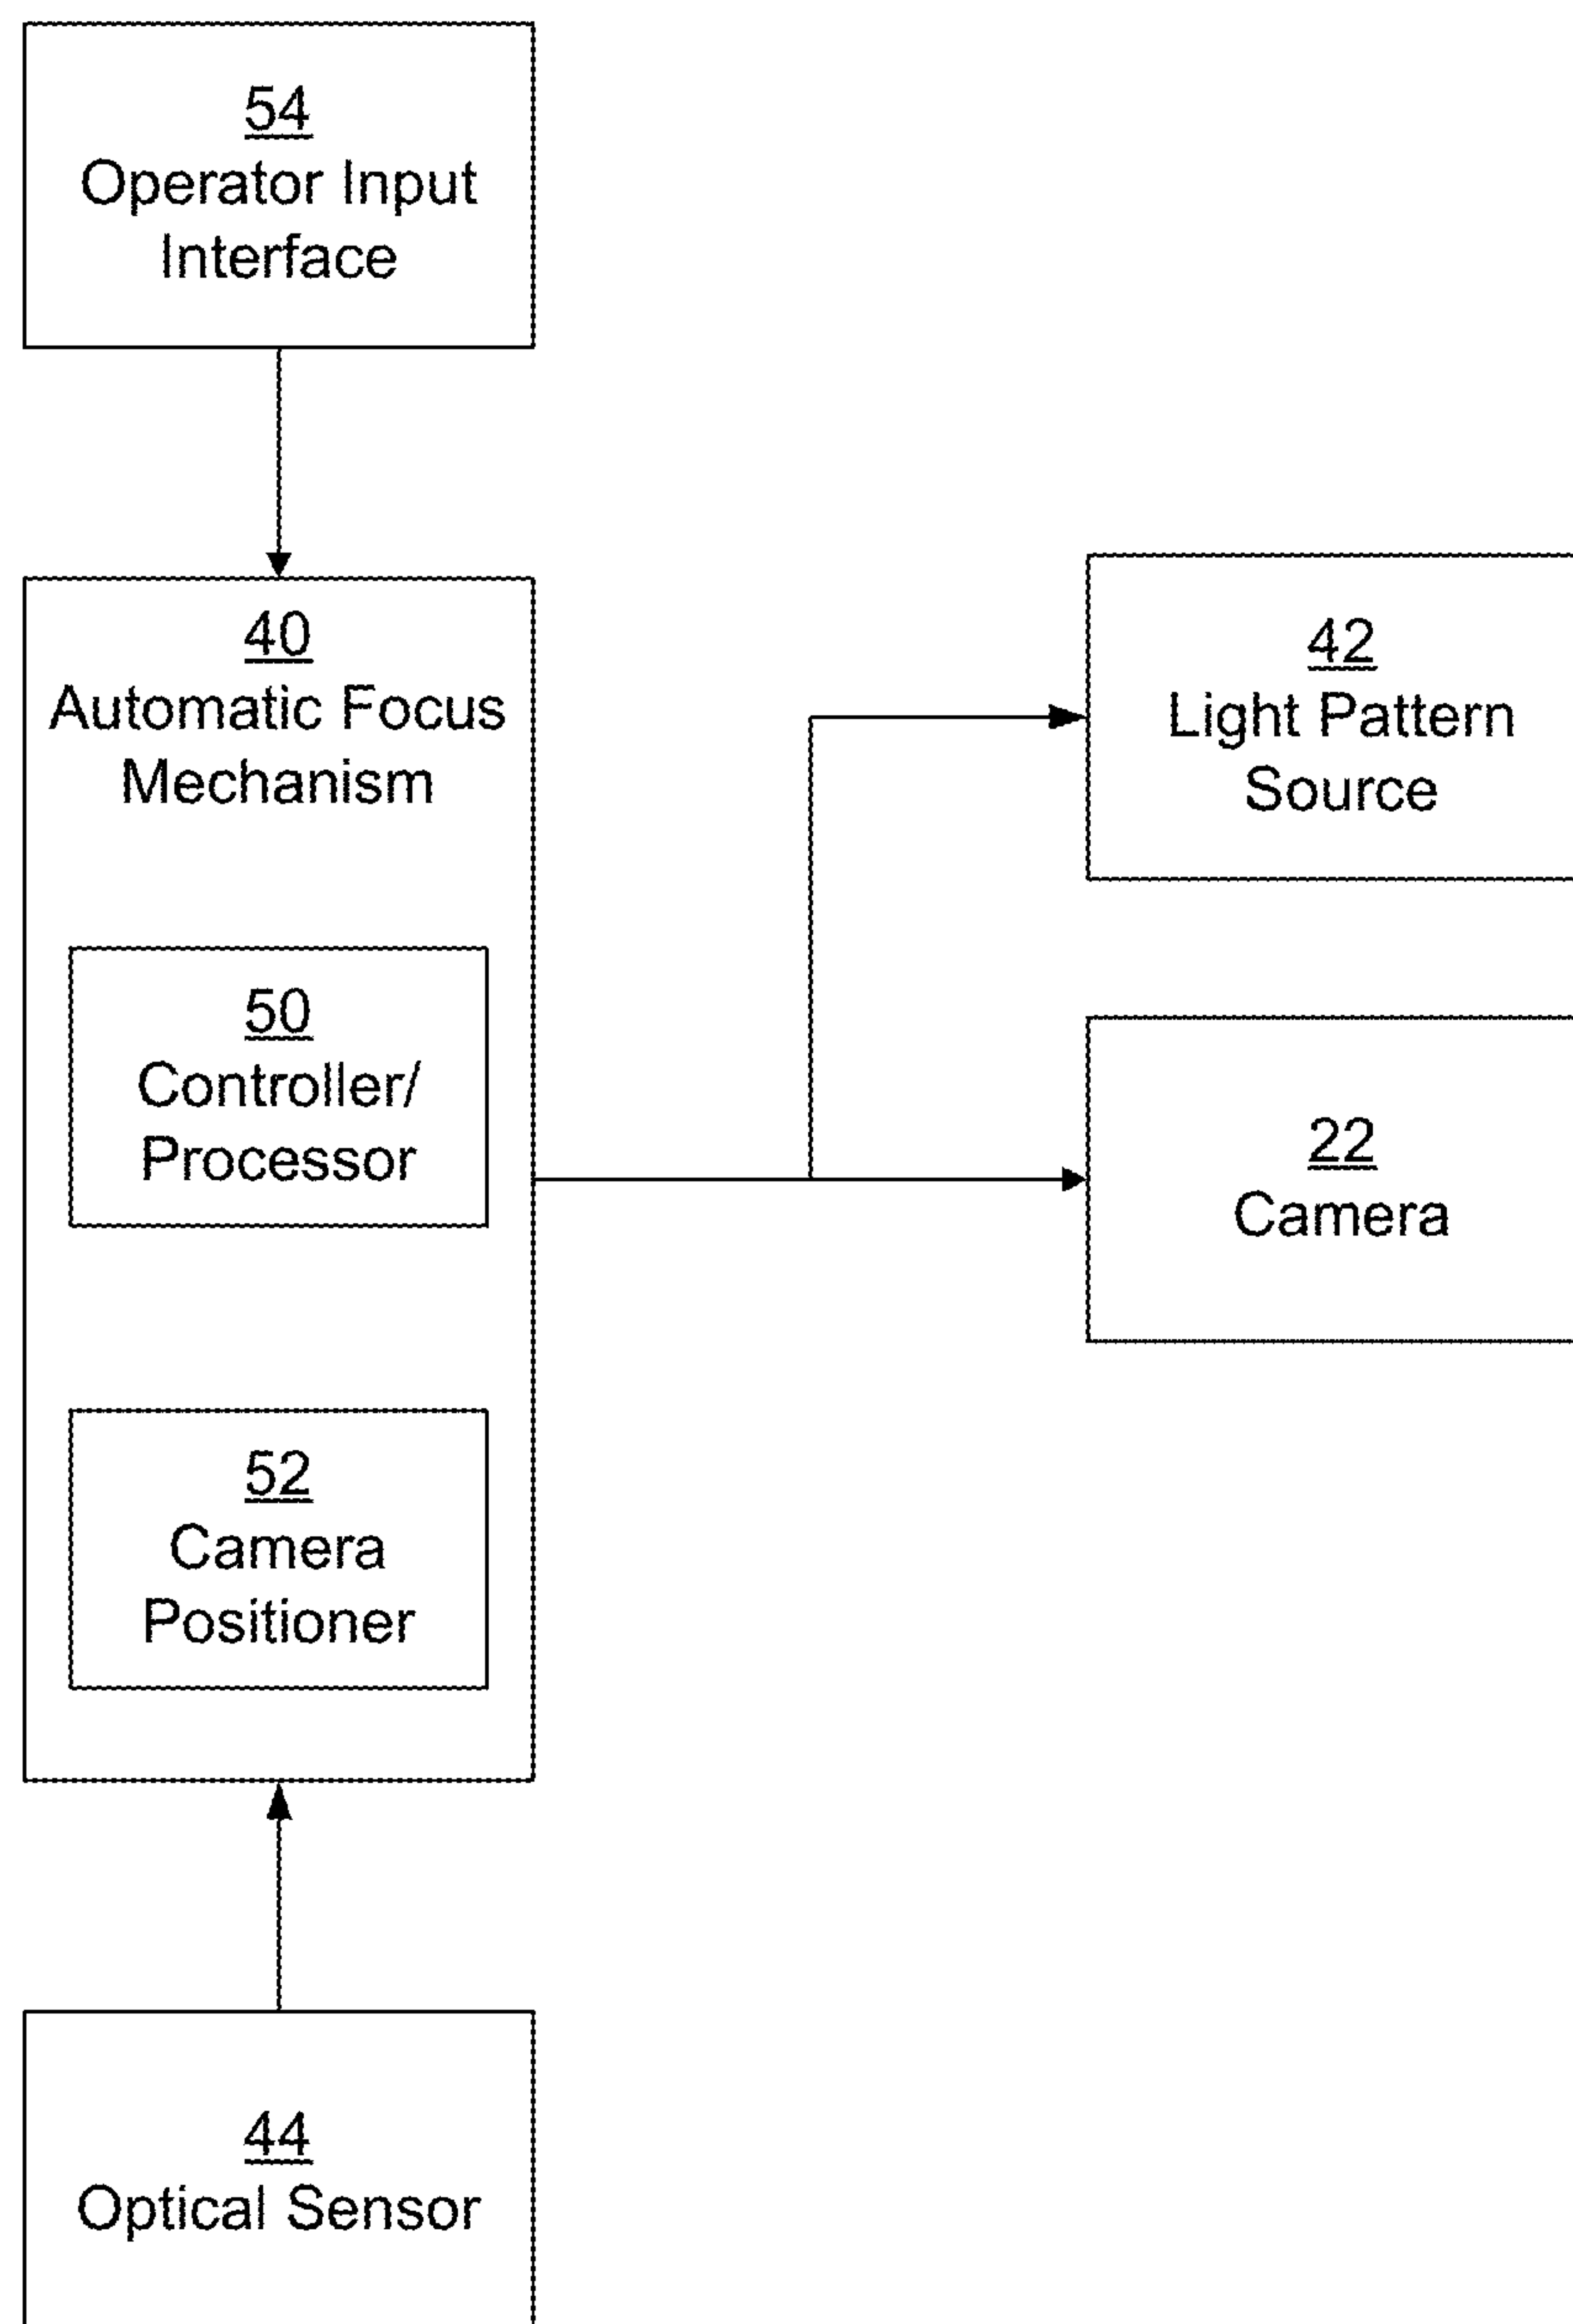 54
Operator Input
Interface
40
Automatic Focus
Mechanism
50
Controller/
Processor
52
Camera
Positioner
42
Light Pattern
Source
22
Camera
44
Optical Sensor